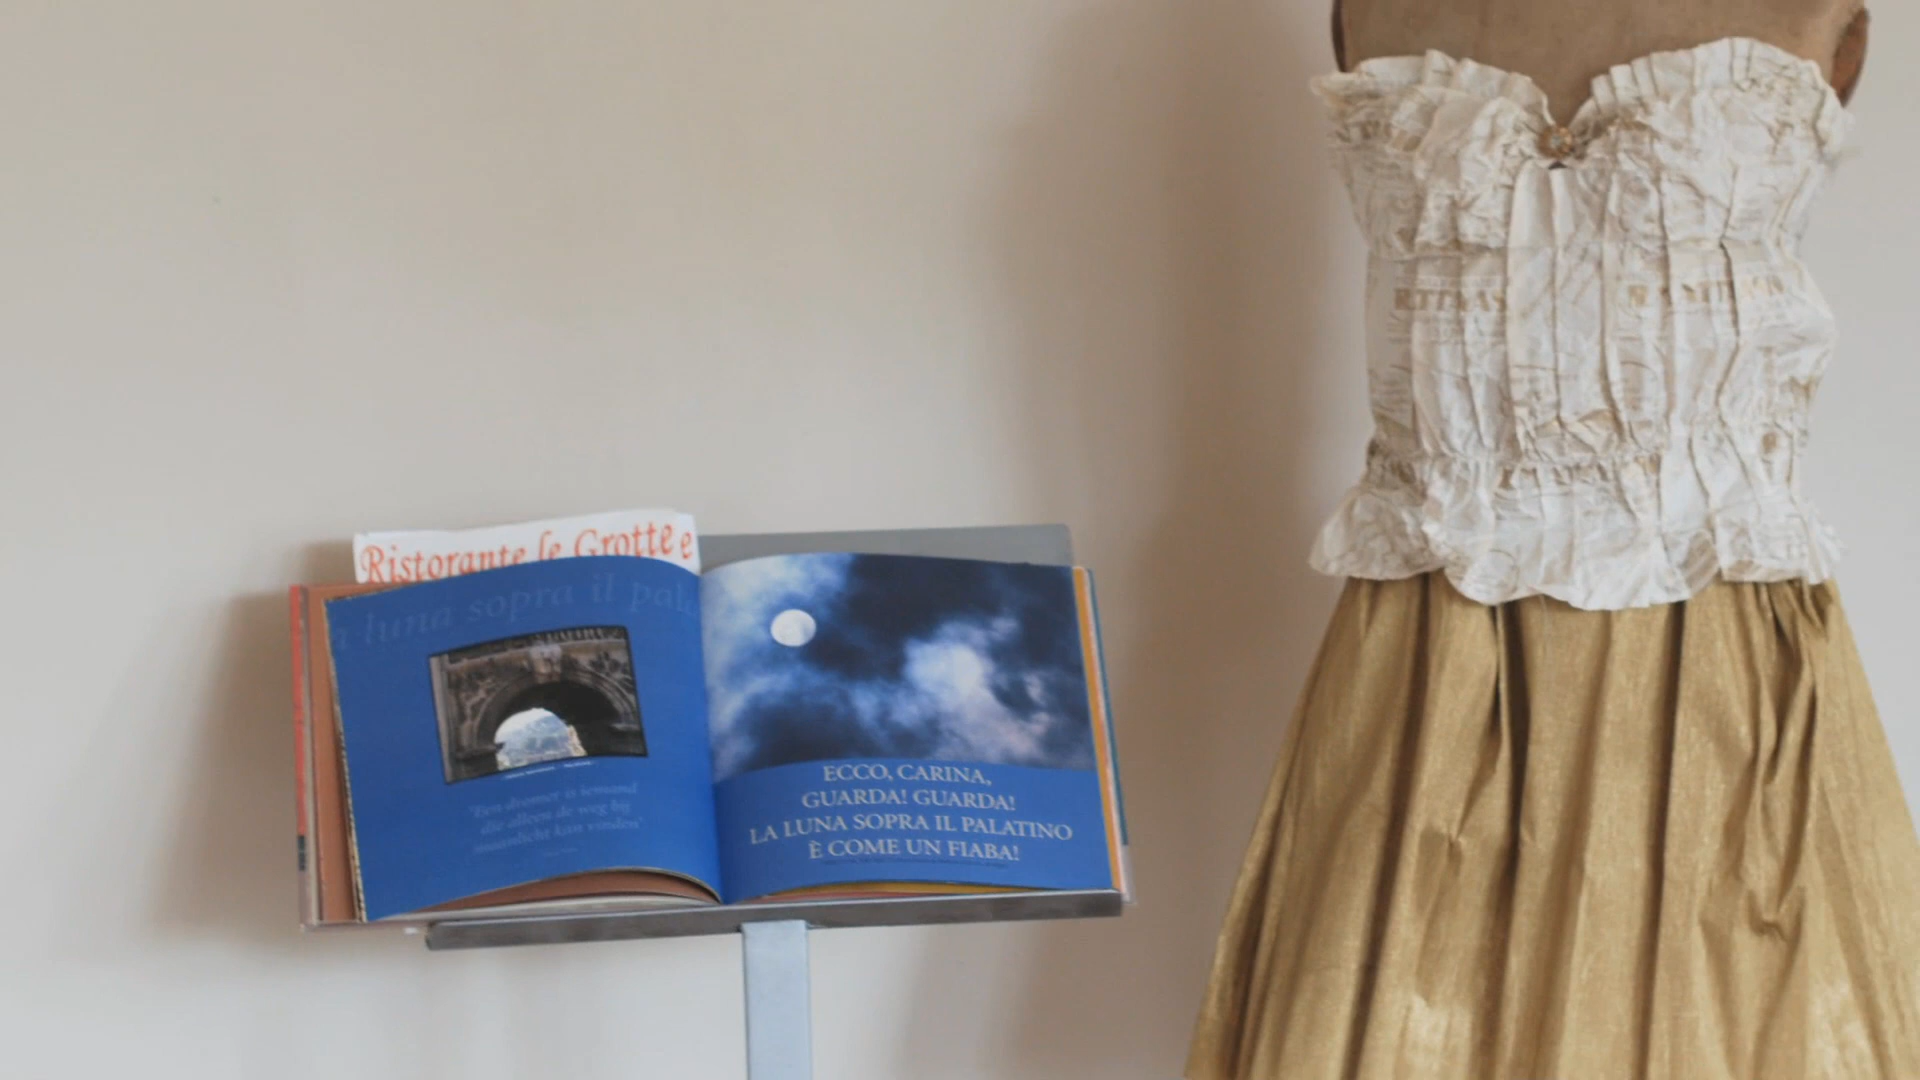 Ristorante le Grotte e
a luna sopra il pala
'Een dromer is iemand
die alleen de weg bij
maanlicht kan vinden'
ECCO, CARINA,
GUARDA! GUARDA!
LA LUNA SOPRA IL PALATINO
È COME UN FIABA!